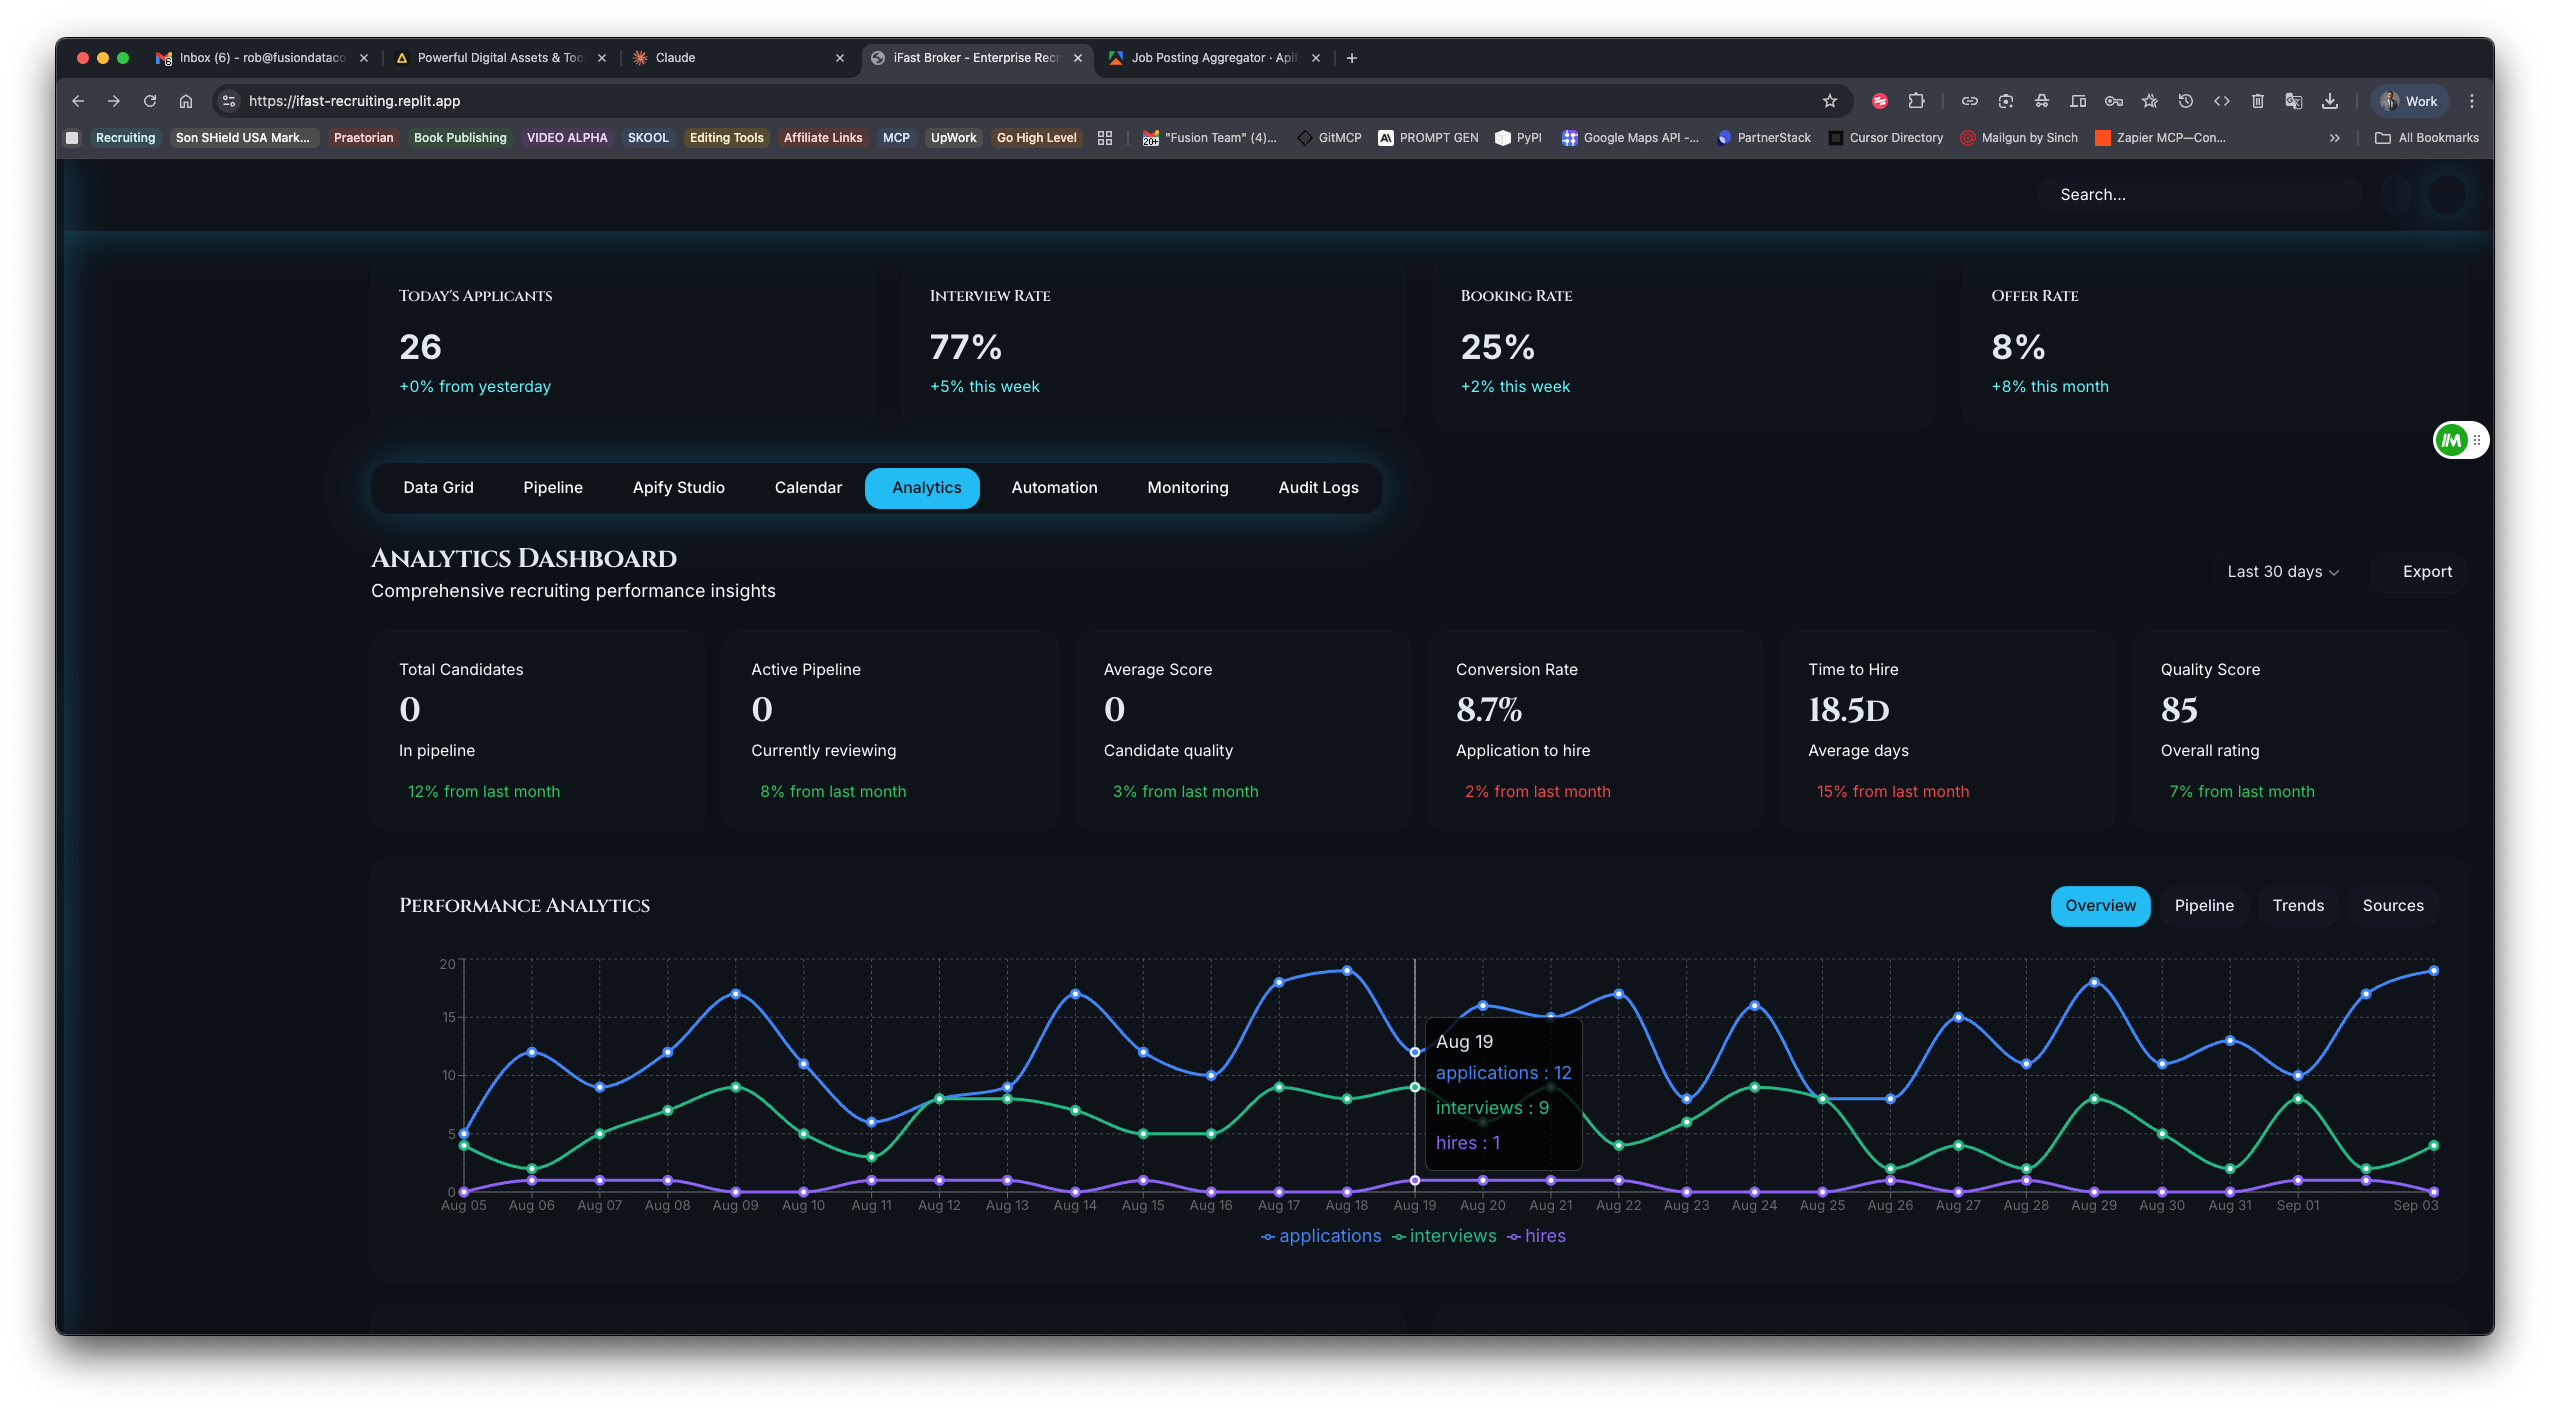 Inbox (6) - rob@fusiondataco
Powerful Digital Assets & Too
Claude
iFast Broker - Enterprise Recr
Job Posting Aggregator · Apif
https://ifast-recruiting.replit.app
Work
Recruiting
Son SHield USA Mark...
Praetorian
Book Publishing
VIDEO ALPHA
SKOOL
Editing Tools
Affiliate Links
MCP
UpWork
Go High Level
"Fusion Team" (4)...
GitMCP
PROMPT GEN
PyPI
Google Maps API -...
PartnerStack
Cursor Directory
Mailgun by Sinch
Zapier MCP—Con...
All Bookmarks
Search...
Today's Applicants
26
+0% from yesterday
Interview Rate
77%
+5% this week
Booking Rate
25%
+2% this week
Offer Rate
8%
+8% this month
Data Grid
Pipeline
Apify Studio
Calendar
Analytics
Automation
Monitoring
Audit Logs
Analytics Dashboard
Comprehensive recruiting performance insights
Last 30 days
Export
Total Candidates
0
In pipeline
12% from last month
Active Pipeline
0
Currently reviewing
8% from last month
Average Score
0
Candidate quality
3% from last month
Conversion Rate
8.7%
Application to hire
2% from last month
Time to Hire
18.5D
Average days
15% from last month
Quality Score
85
Overall rating
7% from last month
Performance Analytics
Overview
Pipeline
Trends
Sources
20
15
10
5
0
Aug 19
applications : 12
interviews : 9
hires : 1
Aug 05 Aug 06 Aug 07 Aug 08 Aug 09 Aug 10 Aug 11 Aug 12 Aug 13 Aug 14 Aug 15 Aug 16 Aug 17 Aug 18 Aug 19 Aug 20 Aug 21 Aug 22 Aug 23 Aug 24 Aug 25 Aug 26 Aug 27 Aug 28 Aug 29 Aug 30 Aug 31 Sep 01 Sep 03
applications interviews hires